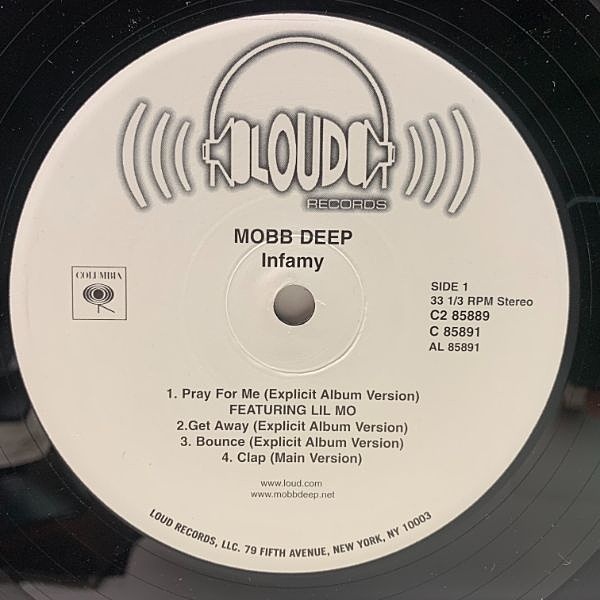 LOUD
RECORDS
MOBB DEEP
Infamy
COLUMBIA
SIDE 1
33 1/3 RPM Stereo
C2 85889
C 85891
AL 85891
1. Pray For Me (Explicit Album Version)
FEATURING LIL MO
2.Get Away (Explicit Album Version)
3. Bounce (Explicit Album Version)
4. Clap (Main Version)
www.loud.com
www.mobbdeep.net
LOUD RECORDS, LLC. 79 FIFTH AVENUE, NEW YORK, NY 10003